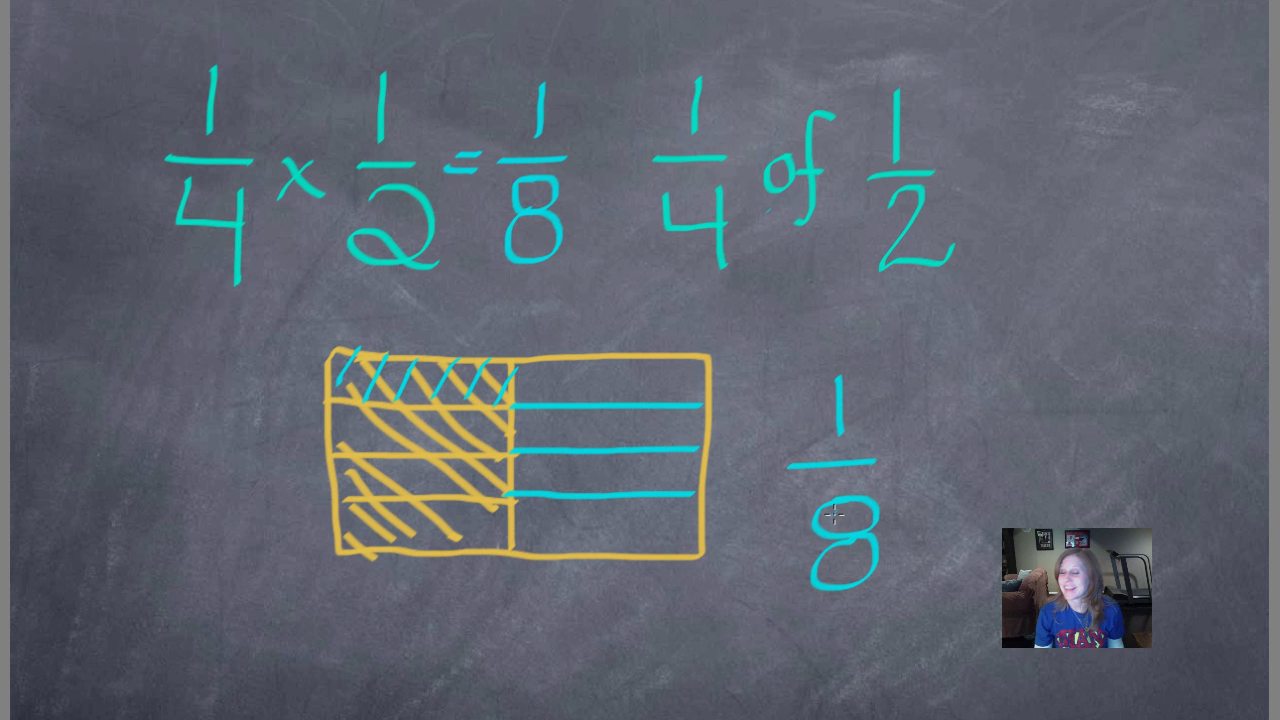 1/4 x 1/2 = 1/8 1/4 of 1/2
1/8